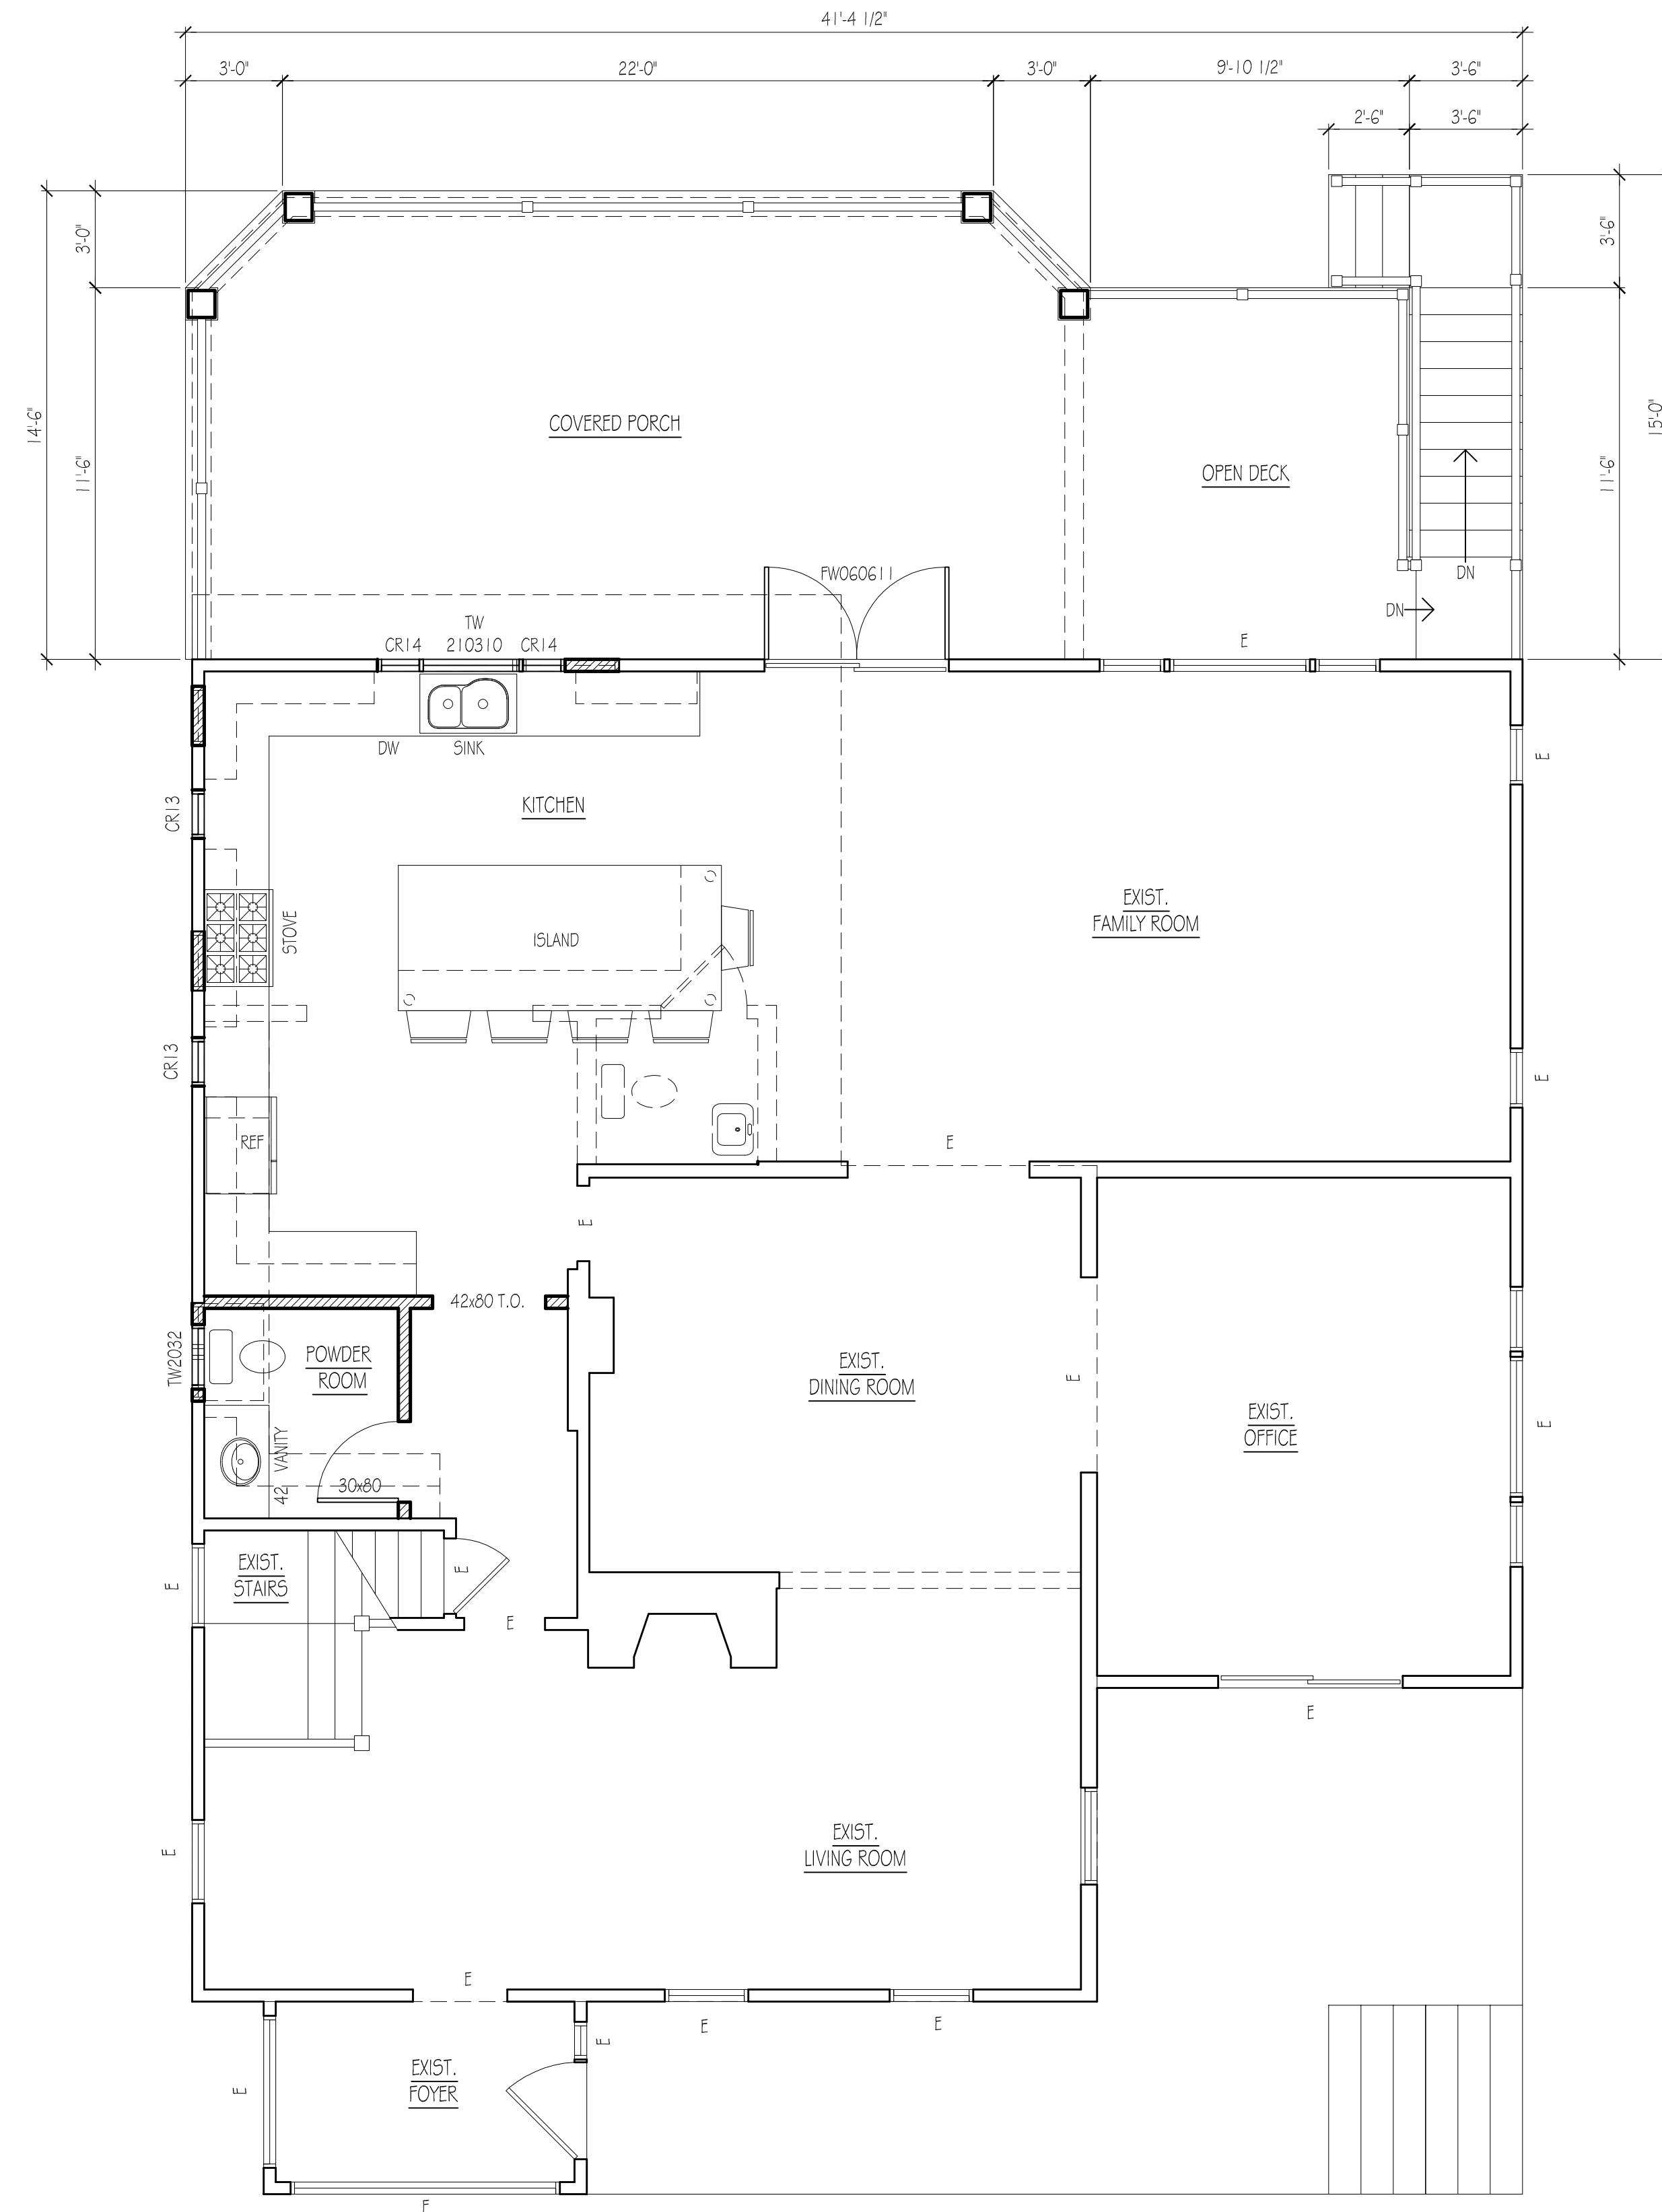 41'-4 1/2"
3'-0"
22'-0"
3'-0"
9'-10 1/2"
3'-6"
2'-6"
3'-6"
3'-0"
14'-6"
11'-6"
3'-6"
15'-0"
11'-6"
COVERED PORCH
OPEN DECK
DN
DN
FW060611
TW
CR14
210310
CR14
E
DW
SINK
E
CR13
KITCHEN
EXIST.
FAMILY ROOM
STOVE
ISLAND
CR13
E
REF
E
E
42x80 T.O.
TW2032
POWDER
ROOM
EXIST.
DINING ROOM
E
EXIST.
OFFICE
E
42 VANITY
30x80
EXIST.
STAIRS
E
E
E
E
EXIST.
LIVING ROOM
E
E
E
E
E
EXIST.
FOYER
E
E